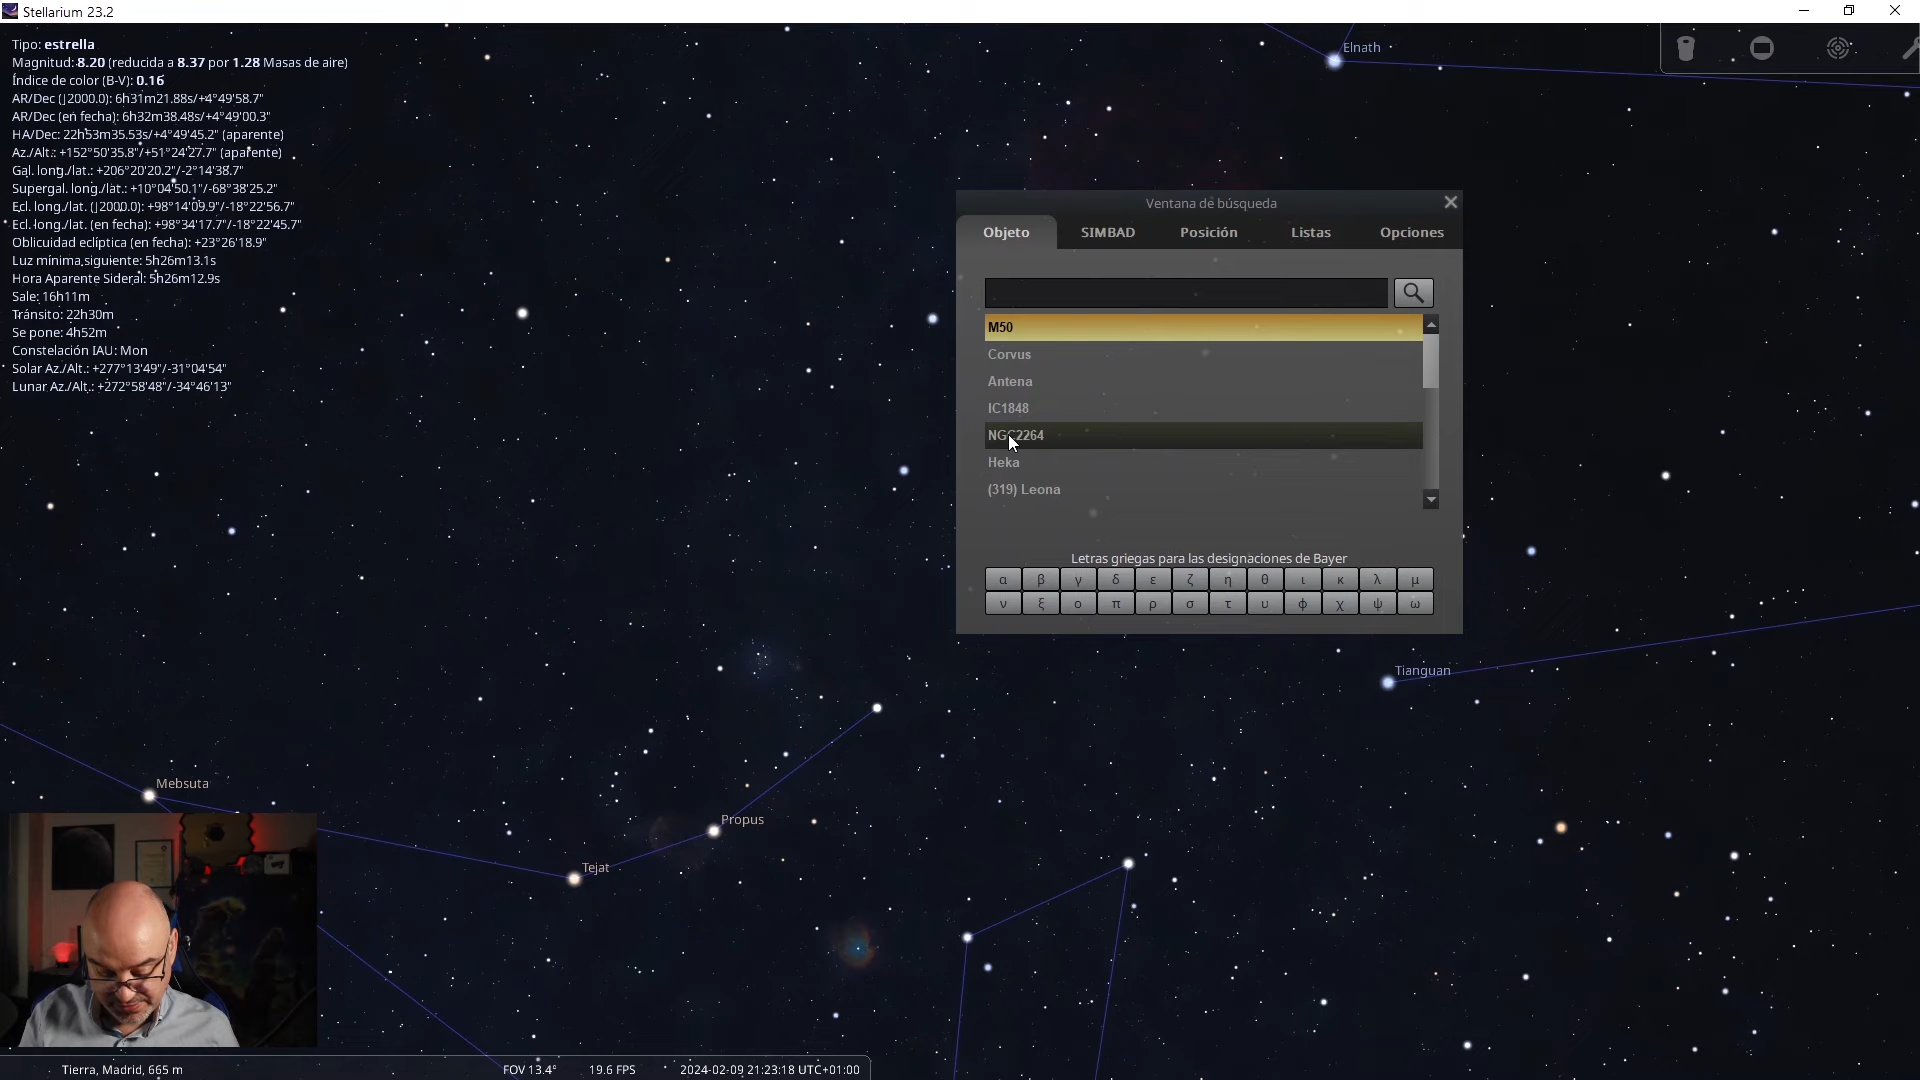 Stellarium 23.2
Tipo: estrella
Magnitud: 8.20 (reducida a 8.37 por 1.28 Masas de aire)
Índice de color (B-V): 0.16
AR/Dec (J2000.0): 6h31m21.88s/+4°49'58.7"
AR/Dec (en fecha): 6h32m38.48s/+4°49'00.3"
HA/Dec: 22h53m35.53s/+4°49'45.2" (aparente)
Az./Alt.: +152°50'35.8"/+51°24'27.7" (aparente)
Gal. long./lat.: +206°20'20.2"/-2°14'38.7"
Supergal. long./lat.: +10°04'50.1"/-68°38'25.2"
Ecl. long./lat. (J2000.0): +98°14'09.9"/-18°22'56.7"
Ecl. long./lat. (en fecha): +98°34'17.7"/-18°22'45.7"
Oblicuidad eclíptica (en fecha): +23°26'18.9"
Luz mínima siguiente: 5h26m13.1s
Hora Aparente Sideral: 5h26m12.9s
Sale: 16h11m
Tránsito: 22h30m
Se pone: 4h52m
Constelación IAU: Mon
Solar Az./Alt.: +277°13'49"/-31°04'54"
Lunar Az./Alt.: +272°58'48"/-34°46'13"
Elnath
Ventana de búsqueda
Objeto SIMBAD Posición Listas Opciones
M50
Corvus
Antena
IC1848
NGC2264
Heka
(319) Leona
Letras griegas para las designaciones de Bayer
α β γ δ ε ζ η θ ι κ λ μ
ν ξ ο π ρ σ τ υ φ χ ψ ω
Tianguan
Mebsuta
Propus
Tejat
Tierra, Madrid, 665 m FOV 13.4° 19.6 FPS 2024-02-09 21:23:18 UTC+01:00